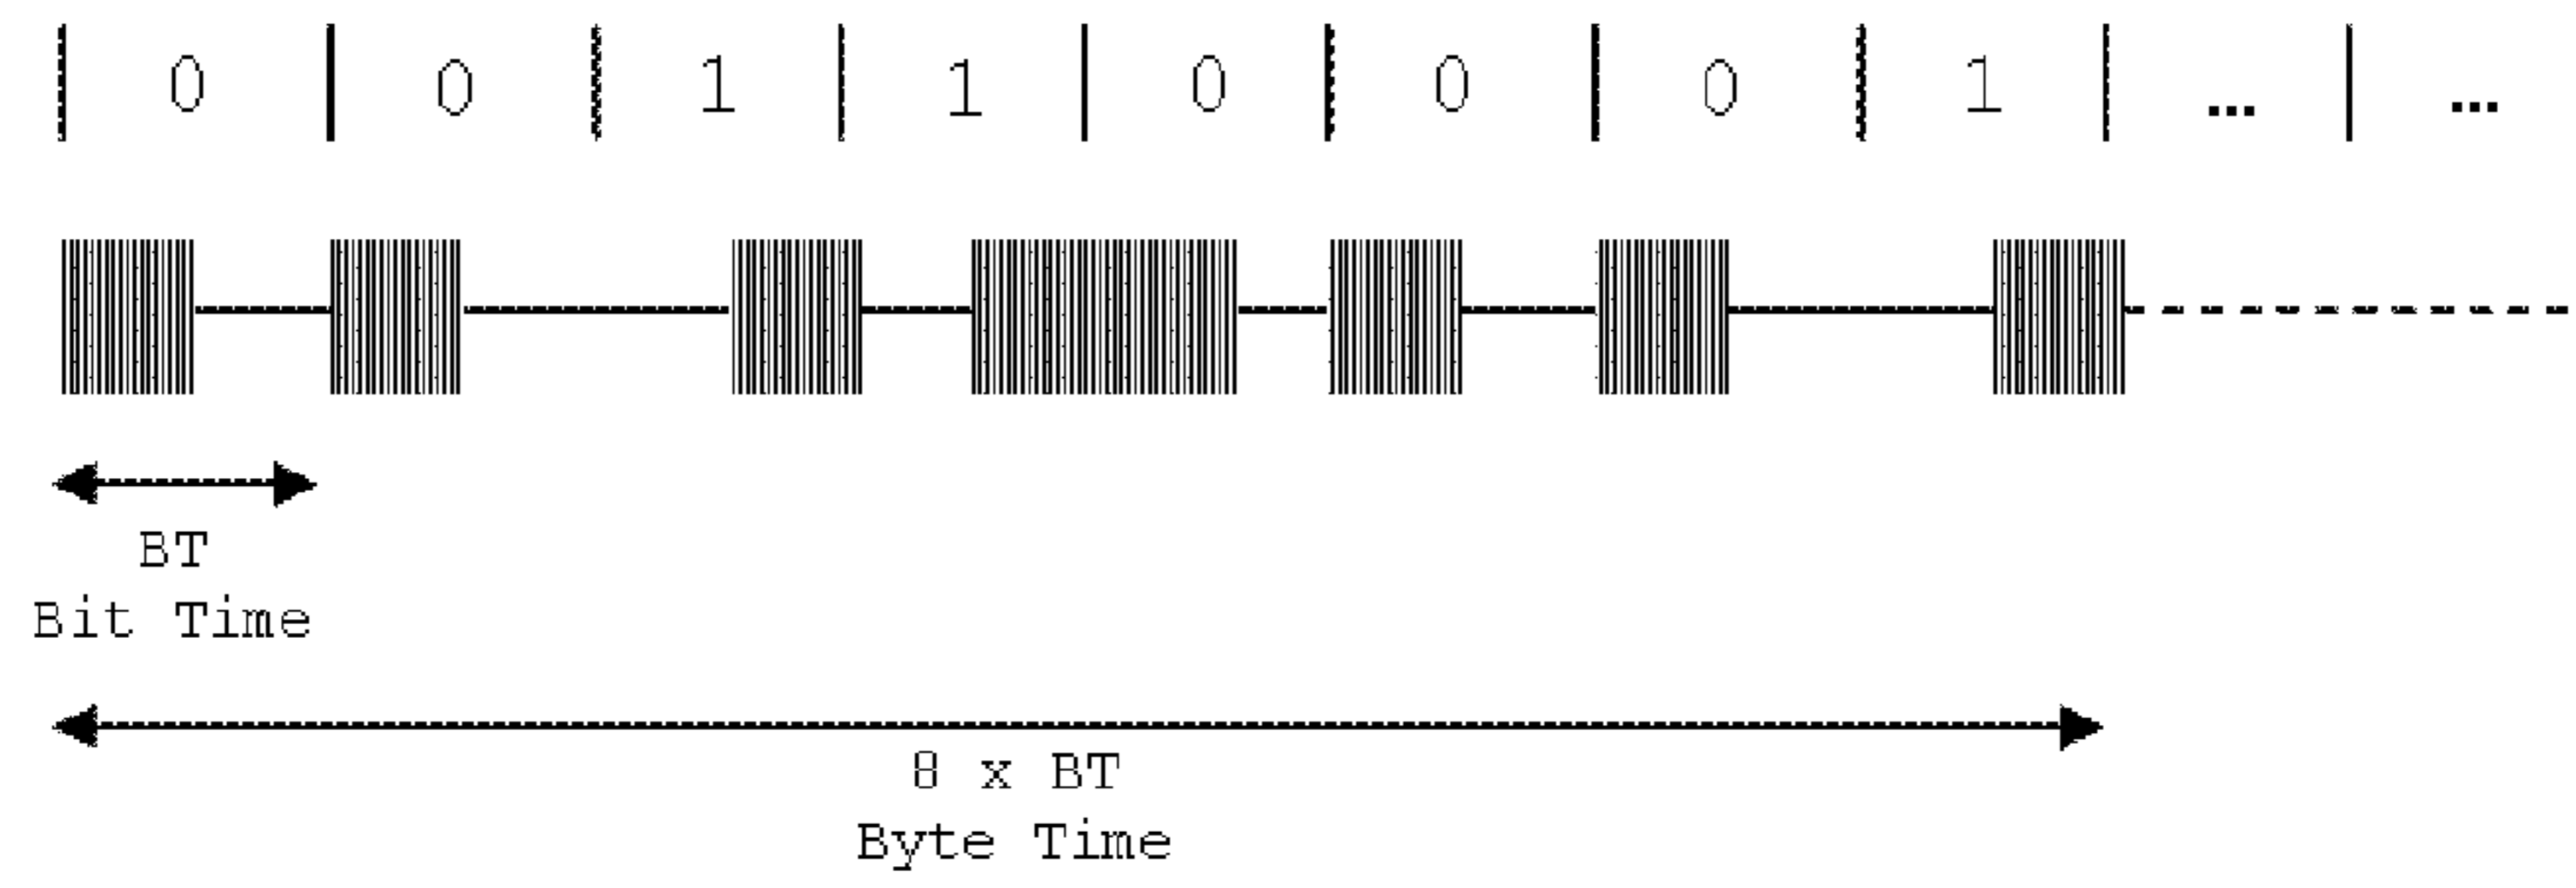 0 0 1 1 0 0 0 1 ... ...
BT
Bit Time
8 x BT
Byte Time